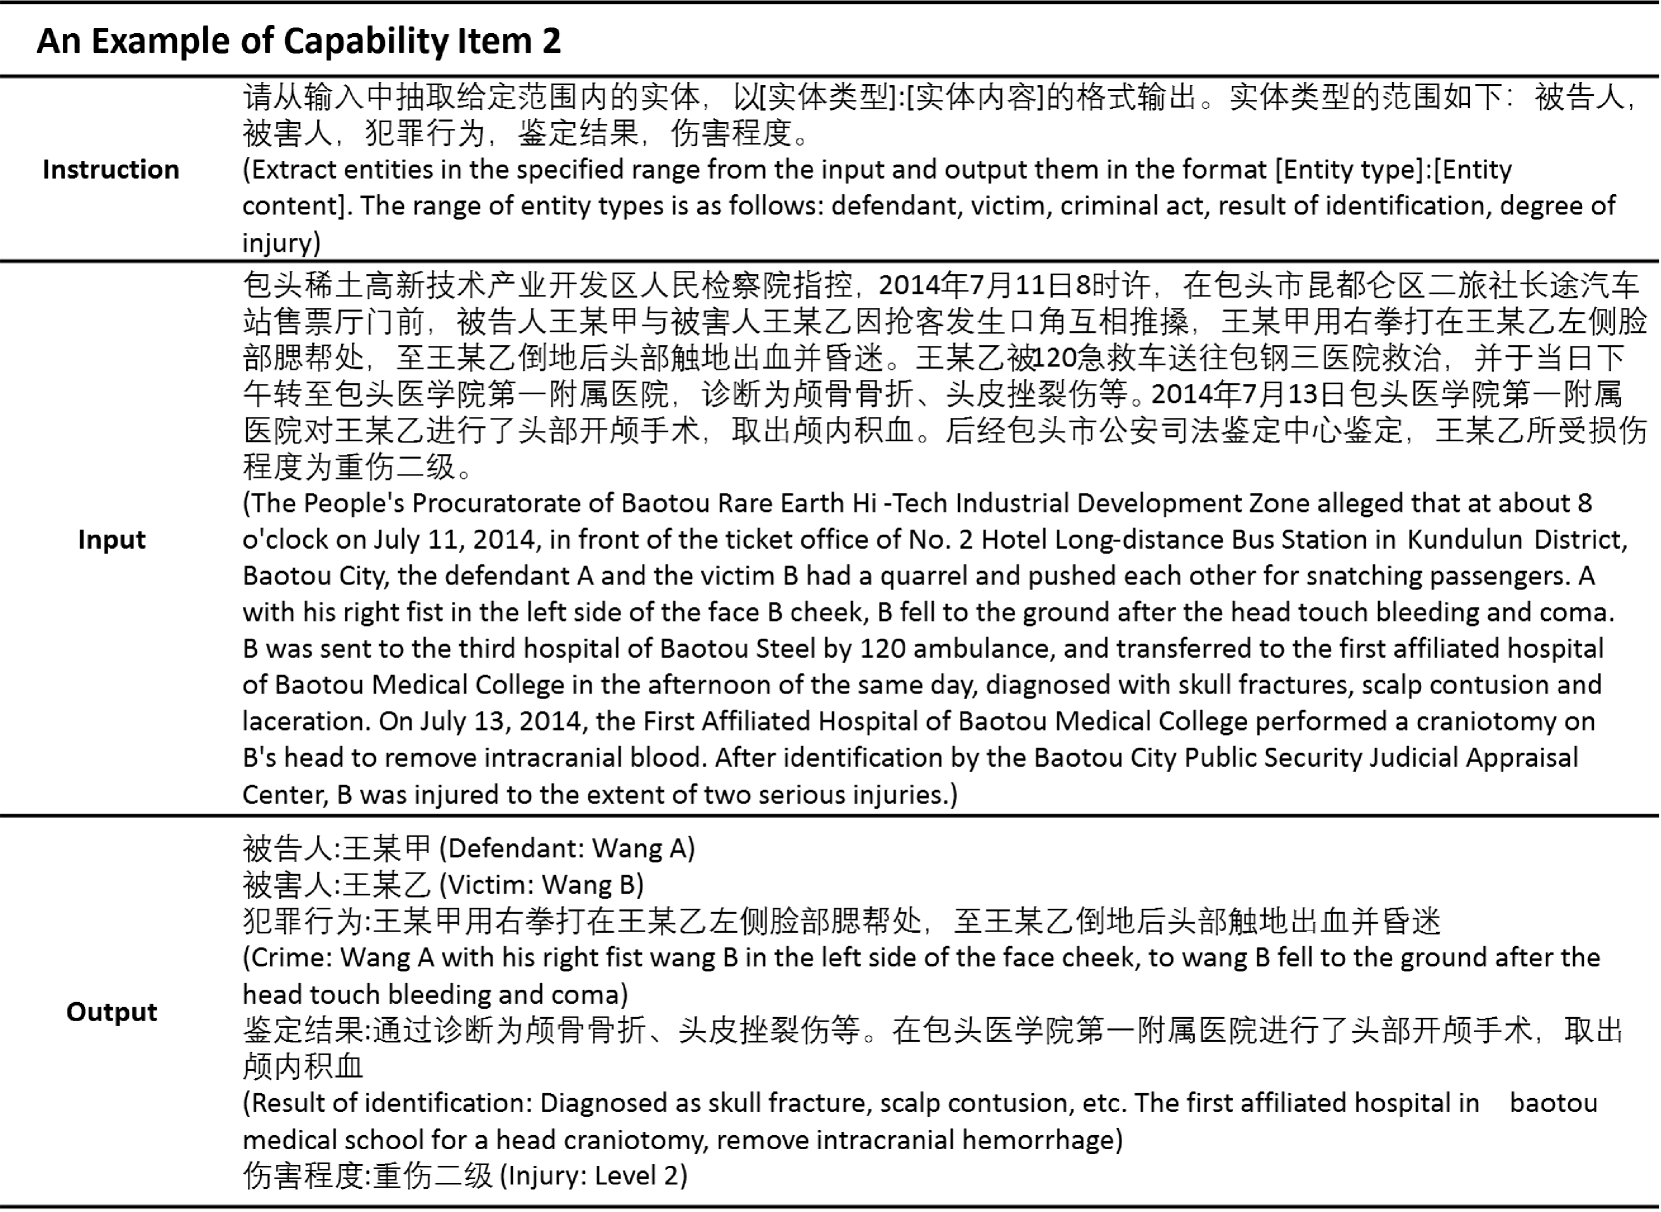 An Example of Capability Item 2
Instruction
请从输入中抽取给定范围内的实体，以[实体类型]:[实体内容]的格式输出。实体类型的范围如下：被告人，
被害人，犯罪行为，鉴定结果，伤害程度。
(Extract entities in the specified range from the input and output them in the format [Entity type]:[Entity
content]. The range of entity types is as follows: defendant, victim, criminal act, result of identification, degree of
injury)
Input
包头稀土高新技术产业开发区人民检察院指控，2014年7月11日8时许，在包头市昆都仑区二旅社长途汽车
站售票厅门前，被告人王某甲与被害人王某乙因抢客发生口角互相推搡，王某甲用右拳打在王某乙左侧脸
部腮帮处，至王某乙倒地后头部触地出血并昏迷。王某乙被120急救车送往包钢三医院救治，并于当日下
午转至包头医学院第一附属医院，诊断为颅骨骨折、头皮挫裂伤等。2014年7月13日包头医学院第一附属
医院对王某乙进行了头部开颅手术，取出颅内积血。后经包头市公安司法鉴定中心鉴定，王某乙所受损伤
程度为重伤二级。
(The People's Procuratorate of Baotou Rare Earth Hi -Tech Industrial Development Zone alleged that at about 8
o'clock on July 11, 2014, in front of the ticket office of No. 2 Hotel Long-distance Bus Station in Kundulun District,
Baotou City, the defendant A and the victim B had a quarrel and pushed each other for snatching passengers. A
with his right fist in the left side of the face B cheek, B fell to the ground after the head touch bleeding and coma.
B was sent to the third hospital of Baotou Steel by 120 ambulance, and transferred to the first affiliated hospital
of Baotou Medical College in the afternoon of the same day, diagnosed with skull fractures, scalp contusion and
laceration. On July 13, 2014, the First Affiliated Hospital of Baotou Medical College performed a craniotomy on
B's head to remove intracranial blood. After identification by the Baotou City Public Security Judicial Appraisal
Center, B was injured to the extent of two serious injuries.)
Output
被告人:王某甲 (Defendant: Wang A)
被害人:王某乙 (Victim: Wang B)
犯罪行为:王某甲用右拳打在王某乙左侧脸部腮帮处，至王某乙倒地后头部触地出血并昏迷
(Crime: Wang A with his right fist wang B in the left side of the face cheek, to wang B fell to the ground after the
head touch bleeding and coma)
鉴定结果:通过诊断为颅骨骨折、头皮挫裂伤等。在包头医学院第一附属医院进行了头部开颅手术，取出
颅内积血
(Result of identification: Diagnosed as skull fracture, scalp contusion, etc. The first affiliated hospital in baotou
medical school for a head craniotomy, remove intracranial hemorrhage)
伤害程度:重伤二级 (Injury: Level 2)